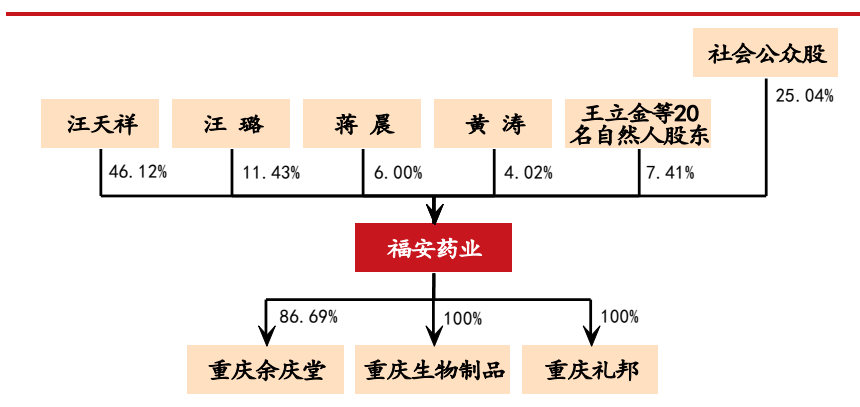 社会公众股
25.04%
汪天祥
汪 璐
蒋 晨
黄 涛
王立金等20
名自然人股东
46.12%
11.43%
6.00%
4.02%
7.41%
福安药业
86.69%
100%
100%
重庆余庆堂
重庆生物制品
重庆礼邦